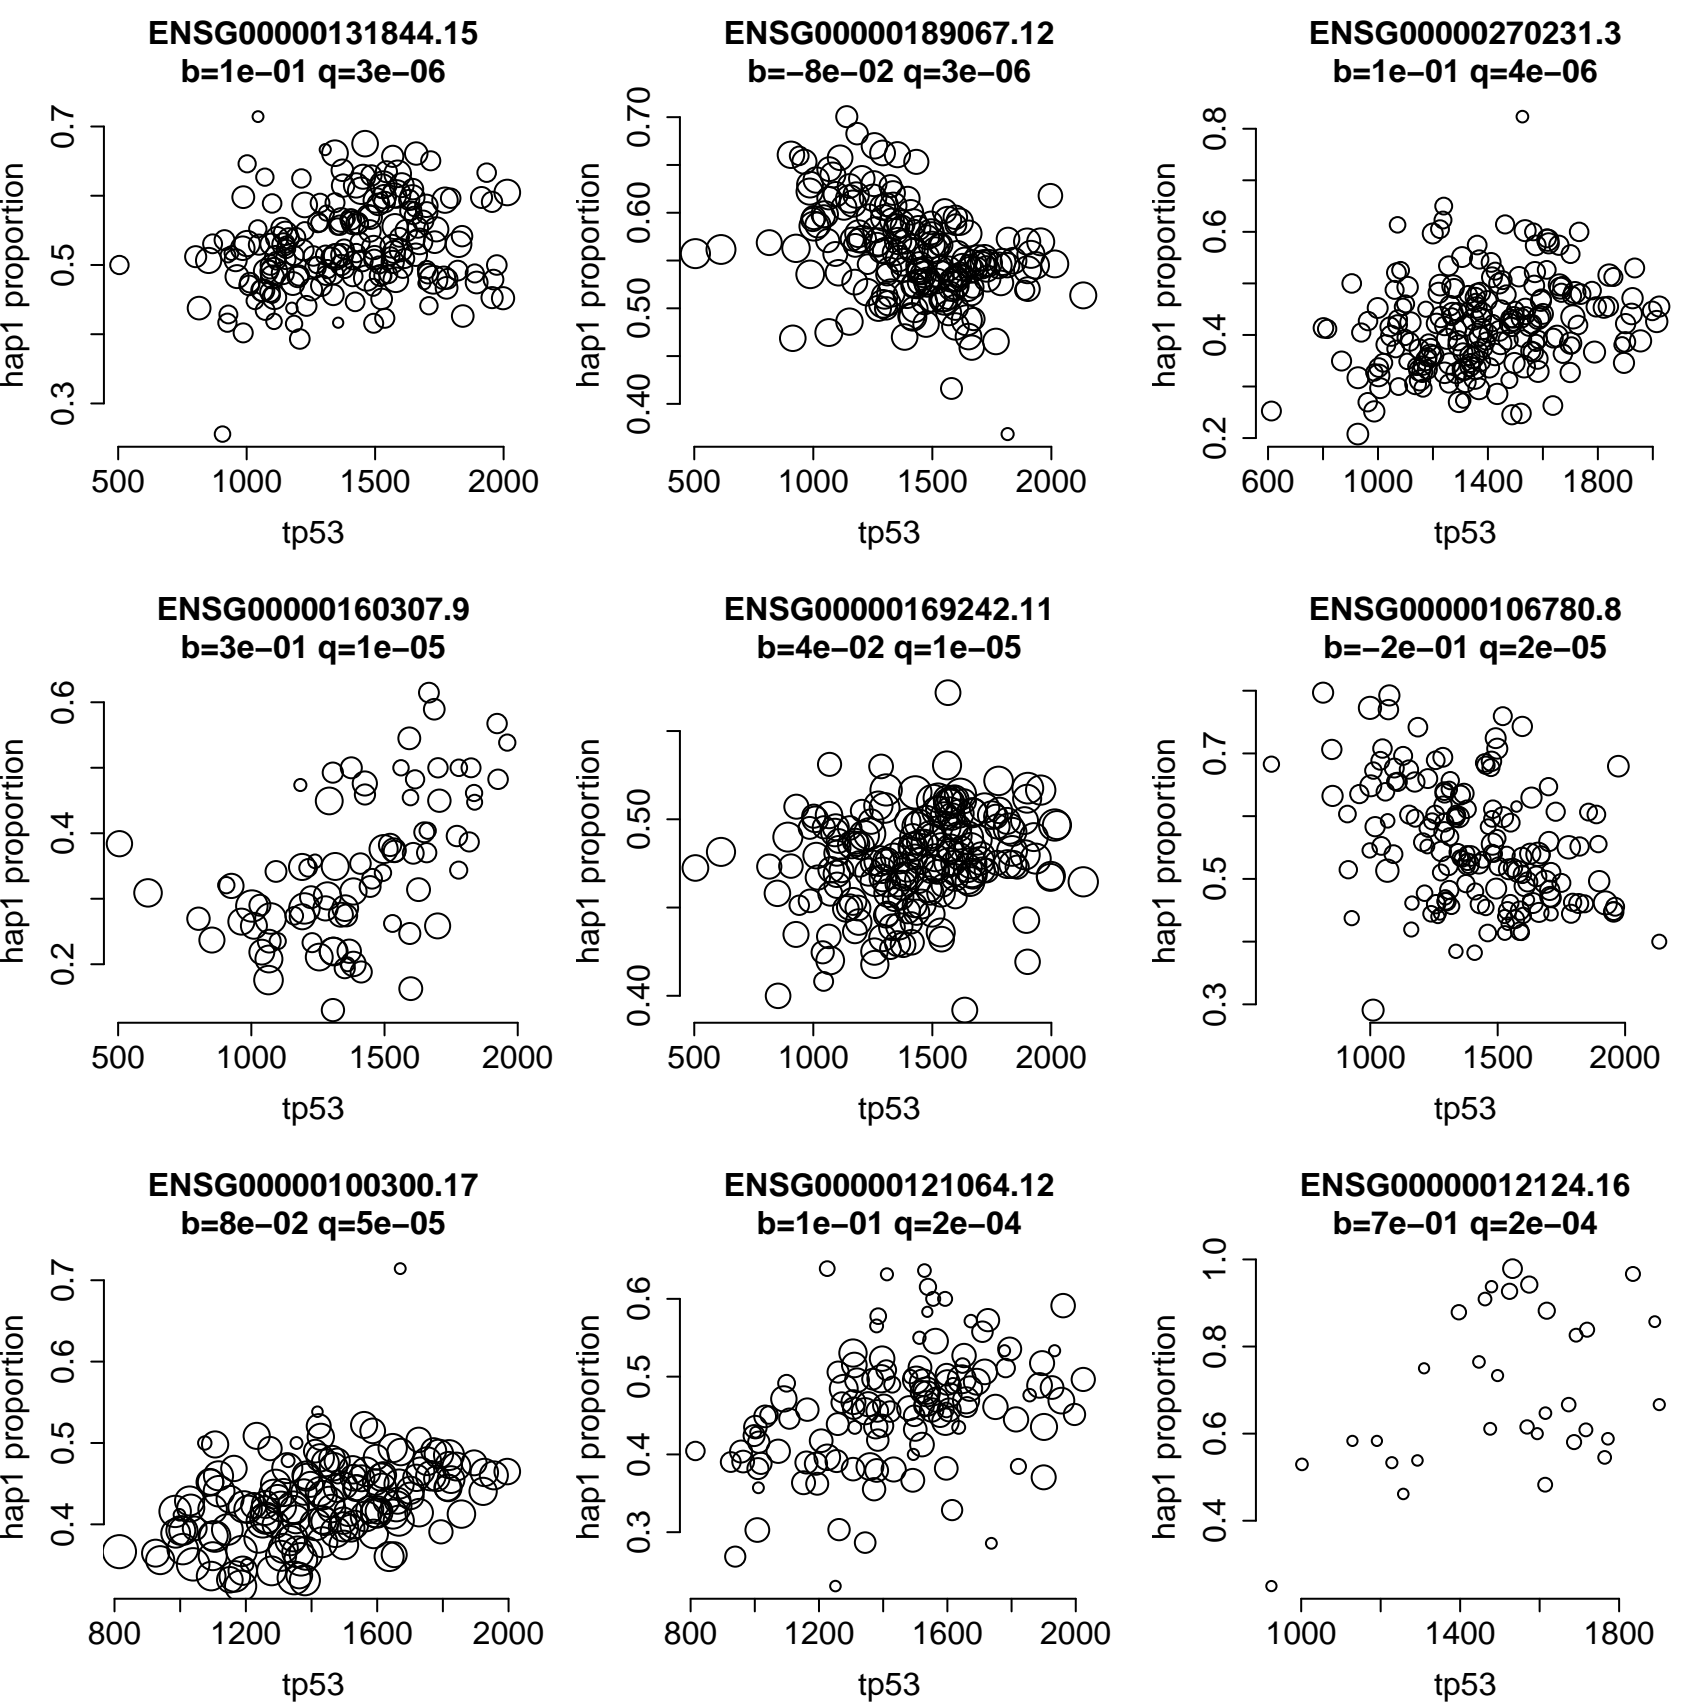 ENSG00000131844.15
b=1e−01 q=3e−06
hap1 proportion
0.3 0.5 0.7
500 1000 1500 2000
tp53
ENSG00000189067.12
b=−8e−02 q=3e−06
hap1 proportion
0.40 0.50 0.60 0.70
500 1000 1500 2000
tp53
ENSG00000270231.3
b=1e−01 q=4e−06
hap1 proportion
0.2 0.4 0.6 0.8
600 1000 1400 1800
tp53
ENSG00000160307.9
b=3e−01 q=1e−05
hap1 proportion
0.2 0.4 0.6
500 1000 1500 2000
tp53
ENSG00000169242.11
b=4e−02 q=1e−05
hap1 proportion
0.40 0.50
500 1000 1500 2000
tp53
ENSG00000106780.8
b=−2e−01 q=2e−05
hap1 proportion
0.3 0.5 0.7
1000 1500 2000
tp53
ENSG00000100300.17
b=8e−02 q=5e−05
hap1 proportion
0.4 0.5 0.6 0.7
800 1200 1600 2000
tp53
ENSG00000121064.12
b=1e−01 q=2e−04
hap1 proportion
0.3 0.4 0.5 0.6
800 1200 1600 2000
tp53
ENSG00000012124.16
b=7e−01 q=2e−04
hap1 proportion
0.4 0.6 0.8 1.0
1000 1400 1800
tp53